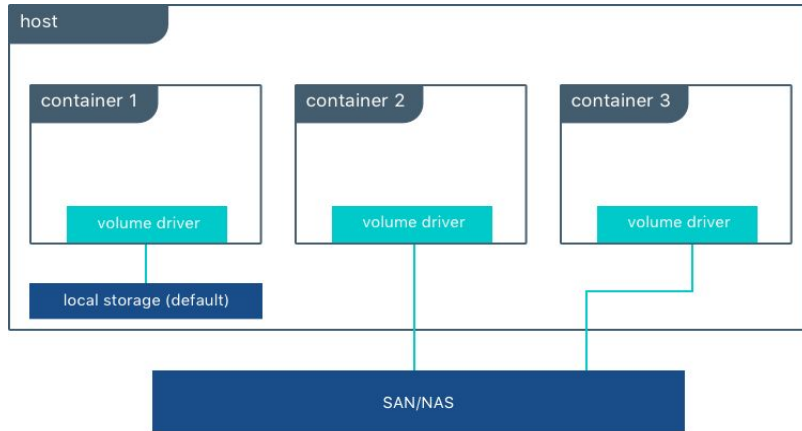 host
container 1
container 2
container 3
volume driver
volume driver
volume driver
local storage (default)
SAN/NAS